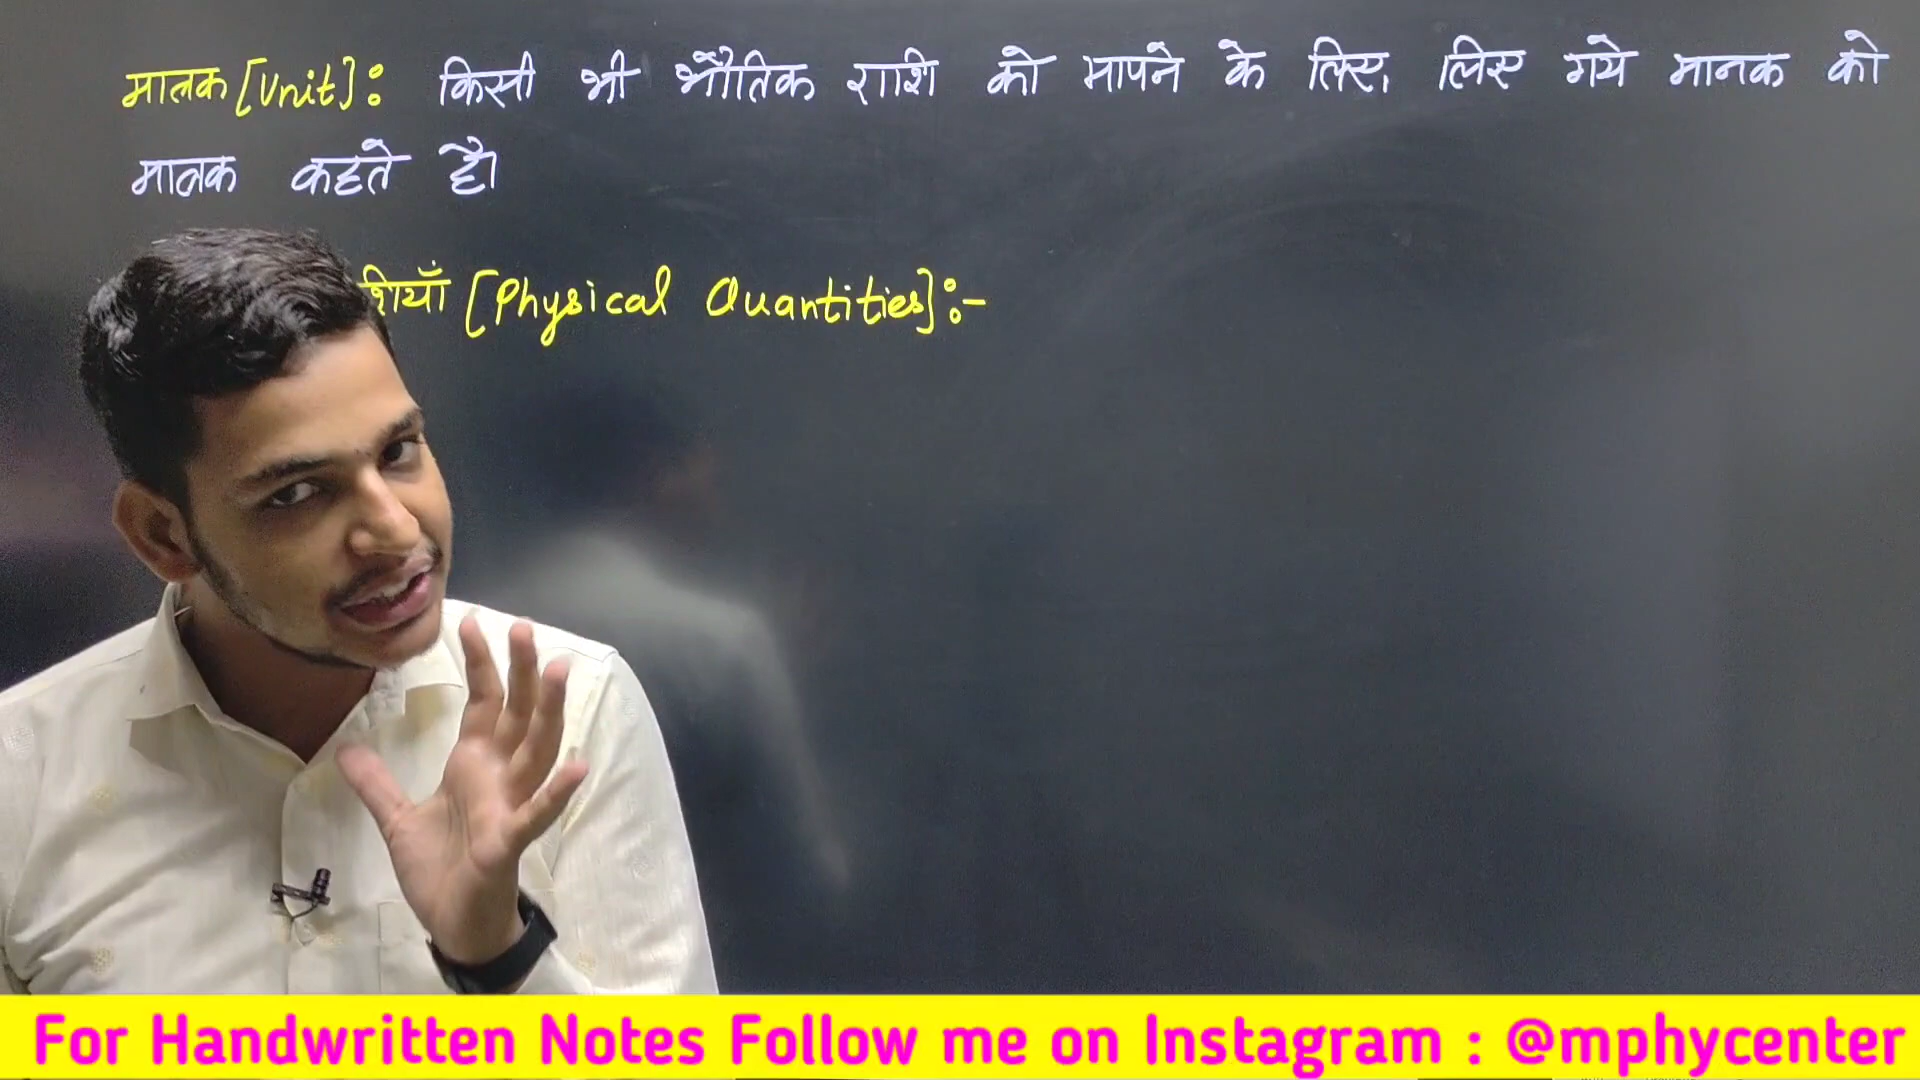 मात्रक [Unit]: किसी भी भौतिक राशि को मापने के लिए, लिए गये मानक को
मात्रक कहते है।
शियाँ [Physical Quantities]:-
For Handwritten Notes Follow me on Instagram : @mphycenter